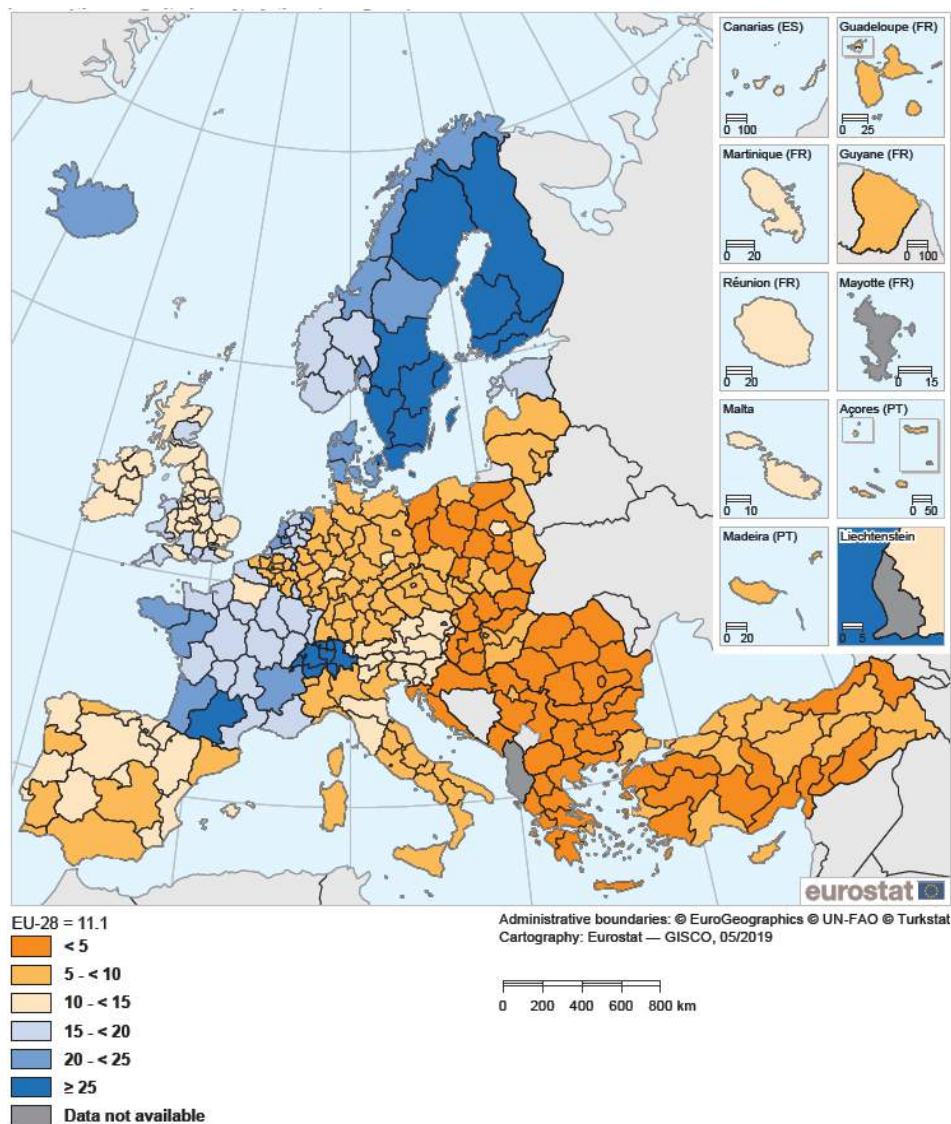 Canarias (ES)
0 100
Guadeloupe (FR)
0 25
Martinique (FR)
0 20
Guyane (FR)
0 100
Réunion (FR)
0 20
Mayotte (FR)
0 15
Malta
0 10
Açores (PT)
0 50
Madeira (PT)
0 20
Liechtenstein
0 5
eurostat
EU-28 = 11.1
< 5
5 - < 10
10 - < 15
15 - < 20
20 - < 25
≥ 25
Data not available
Administrative boundaries: © EuroGeographics © UN-FAO © Turkstat
Cartography: Eurostat — GISCO, 05/2019
0 200 400 600 800 km